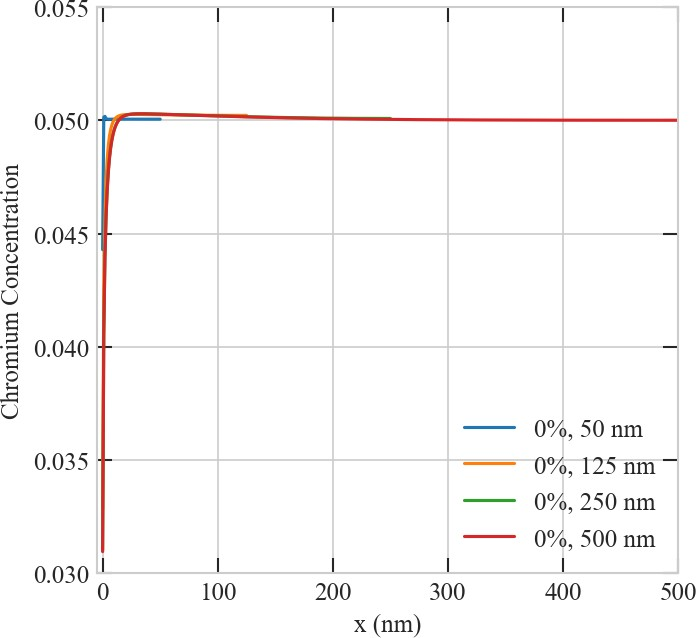 0.055
0.050
0.045
0.040
0.035
0.030
Chromium Concentration
0%, 50 nm
0%, 125 nm
0%, 250 nm
0%, 500 nm
0 100 200 300 400 500
x (nm)